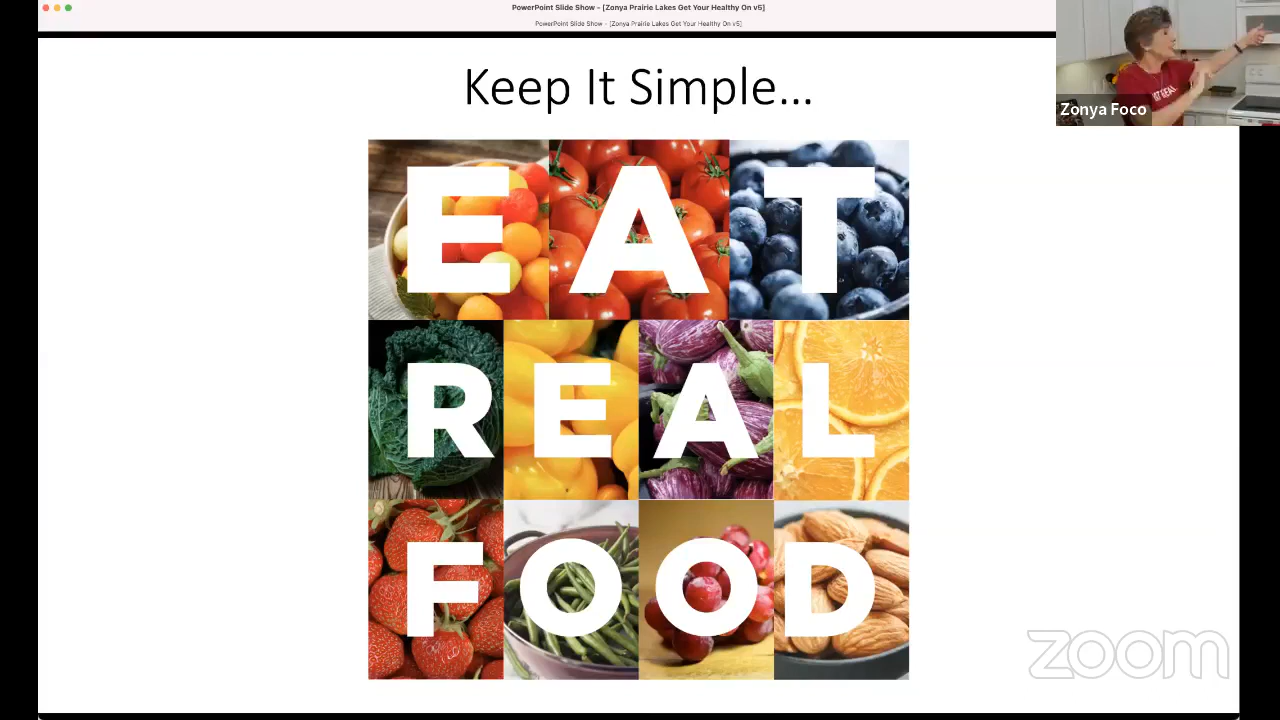 PowerPoint Slide Show - [Zonya Prairie Lakes Get Your Healthy On v5]
PowerPoint Slide Show - [Zonya Prairie Lakes Get Your Healthy On v5]
Keep It Simple...
Zonya Foco
EAT
REAL
FOOD
zoom